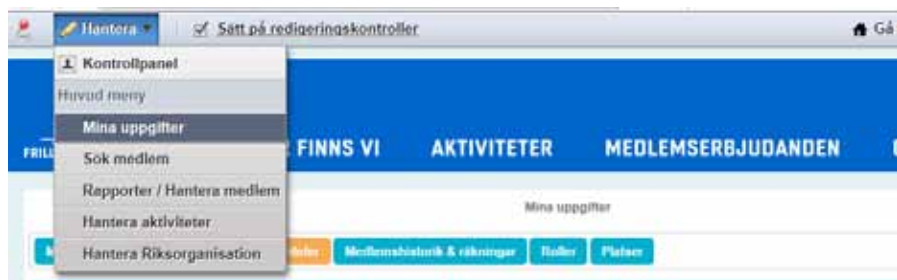 Hantera Sätt på redigeringskontroller Gå
Kontrollpanel
Huvud meny
Mina uppgifter
FINNS VI AKTIVITETER MEDLEMSERBJUDANDEN
Sök medlem
Rapporter / Hantera medlem
Mina uppgifter
Hantera aktiviteter
Hantera Riksorganisation
Medlemshistorik & räkningar Roller Platser